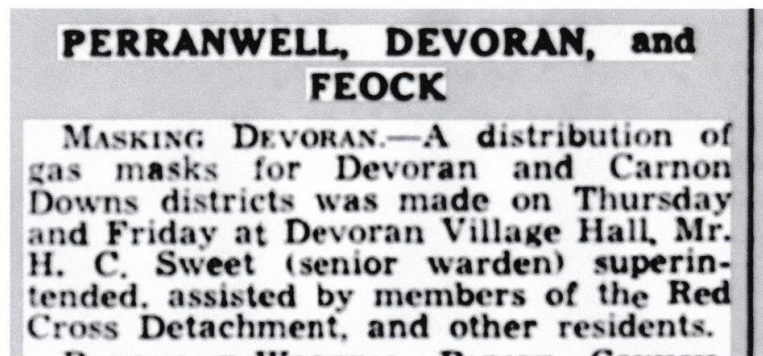 PERRANWELL, DEVORAN, and
FEOCK
MASKING DEVORAN.—A distribution of
gas masks for Devoran and Carnon
Downs districts was made on Thursday
and Friday at Devoran Village Hall, Mr.
H. C. Sweet (senior warden) superin-
tended, assisted by members of the Red
Cross Detachment, and other residents.